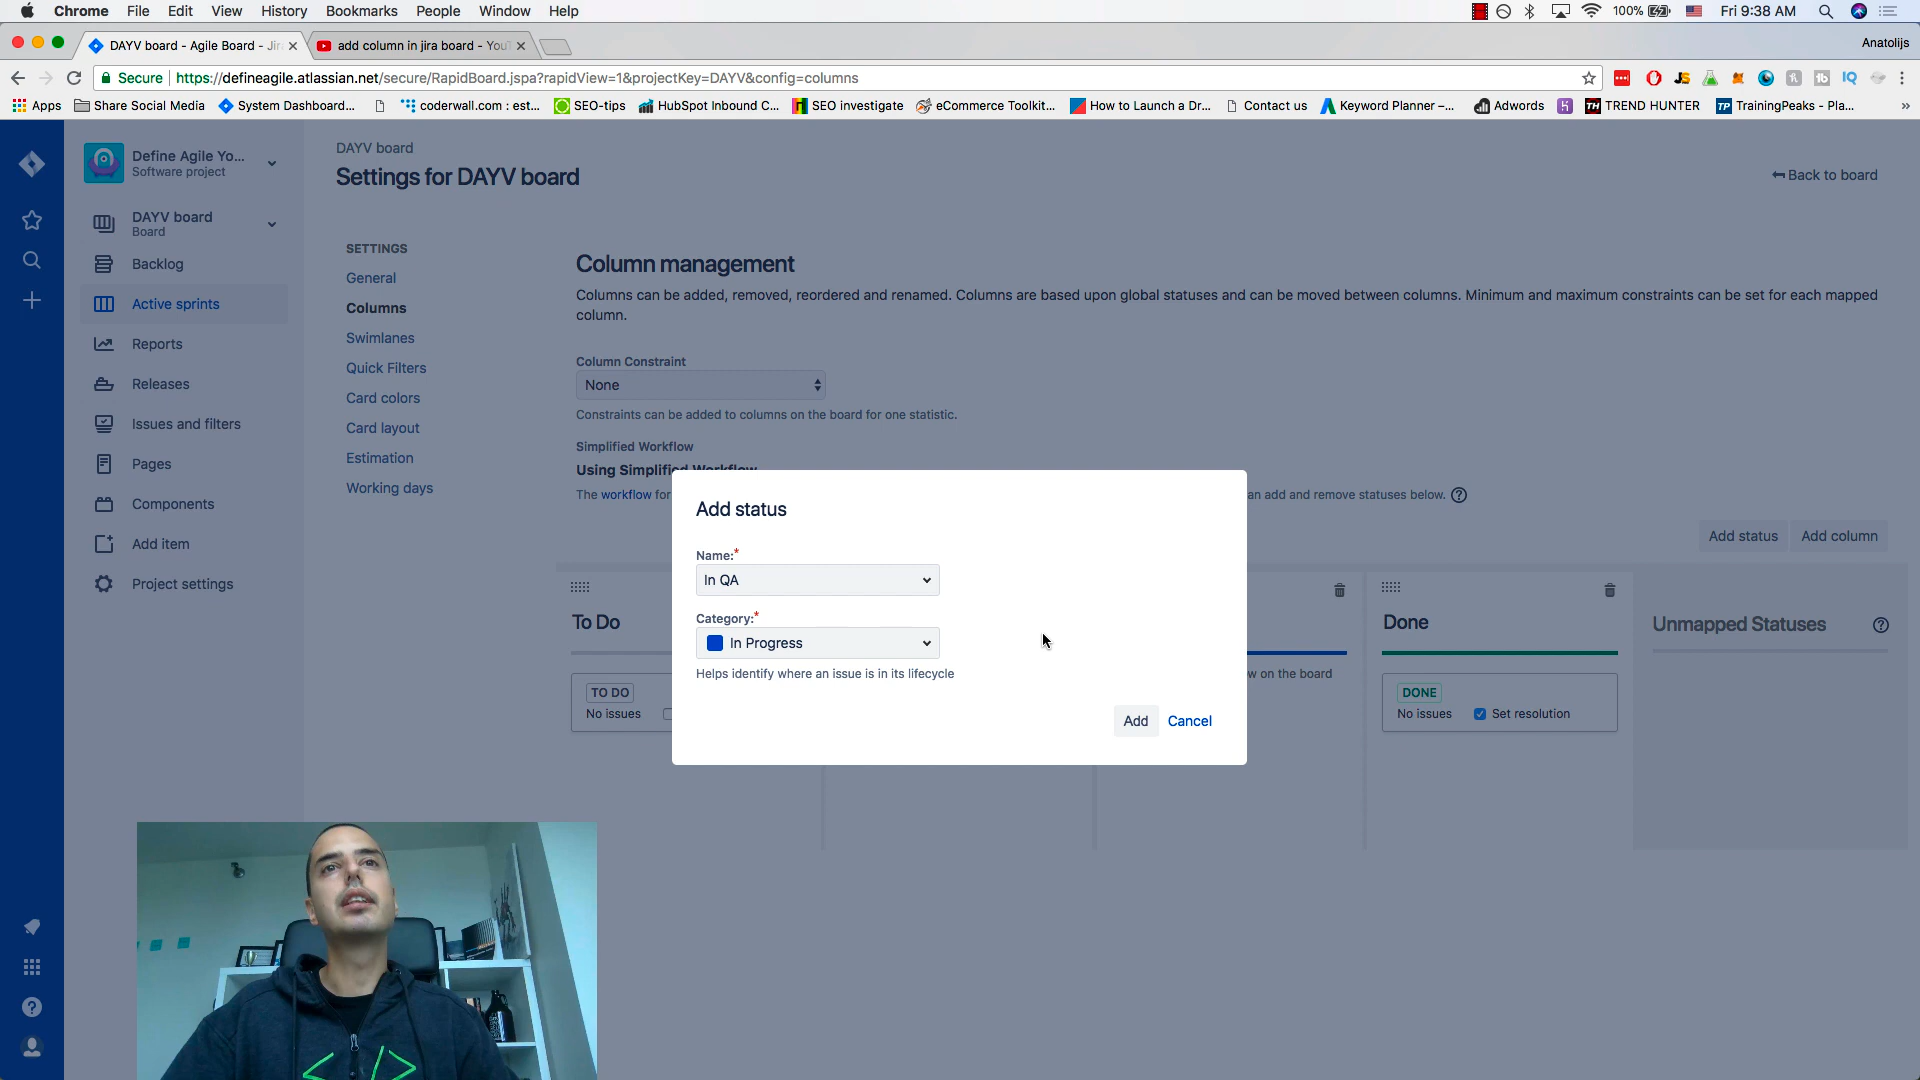 Chrome File Edit View History Bookmarks People Window Help 100% Fri 9:38 AM
DAYV board - Agile Board - Jir add column in jira board - You Anatolijs
Secure https://defineagile.atlassian.net/secure/RapidBoard.jspa?rapidView=1&projectKey=DAYV&config=columns
Apps Share Social Media System Dashboard... coderwall.com : est... SEO-tips HubSpot Inbound C... SEO investigate eCommerce Toolkit... How to Launch a Dr... Contact us Keyword Planner –... Adwords TREND HUNTER TrainingPeaks - Pla... »
Define Agile Yo...
Software project
DAYV board
Board
Backlog
Active sprints
Reports
Releases
Issues and filters
Pages
Components
Add item
Project settings
DAYV board
Settings for DAYV board
Back to board
SETTINGS
General
Columns
Swimlanes
Quick Filters
Card colors
Card layout
Estimation
Working days
Column management
Columns can be added, removed, reordered and renamed. Columns are based upon global statuses and can be moved between columns. Minimum and maximum constraints can be set for each mapped
column.
Column Constraint
None
Constraints can be added to columns on the board for one statistic.
Simplified Workflow
Using Simplified Workflow
The workflow for an add and remove statuses below.
Add status Add column
To Do
TO DO
No issues
w on the board
Done
DONE
No issues Set resolution
Unmapped Statuses
Add status
Name:*
In QA
Category:*
In Progress
Helps identify where an issue is in its lifecycle
Add Cancel